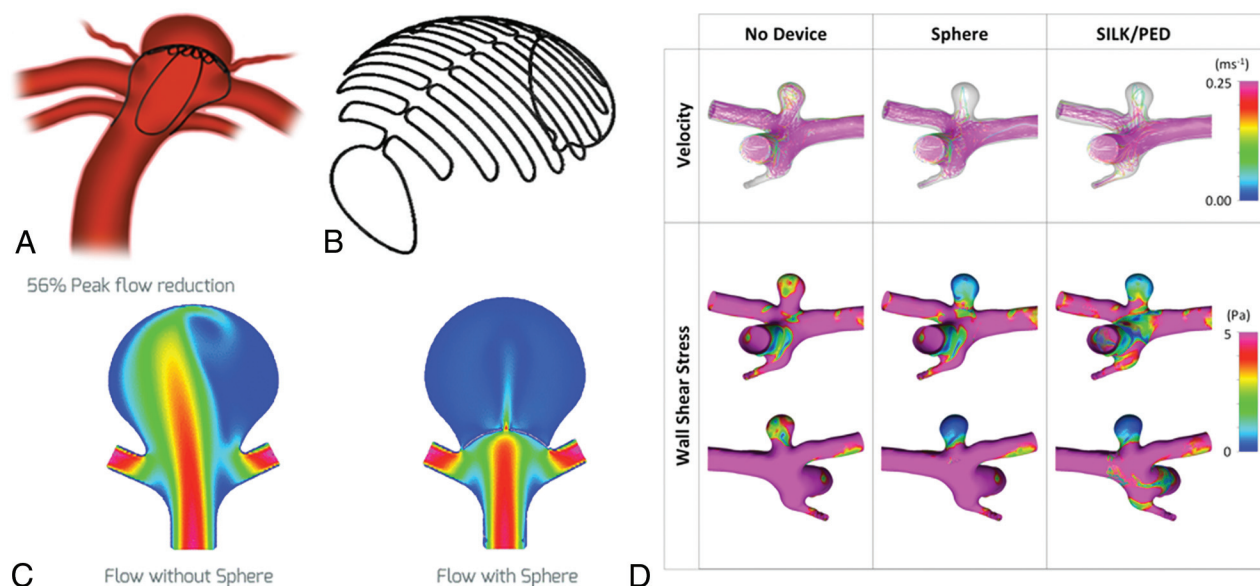 A
B
56% Peak flow reduction
C
Flow without Sphere
Flow with Sphere
D
No Device
Sphere
SILK/PED
Velocity
(ms⁻¹)
0.25
0.00
Wall Shear Stress
(Pa)
5
0